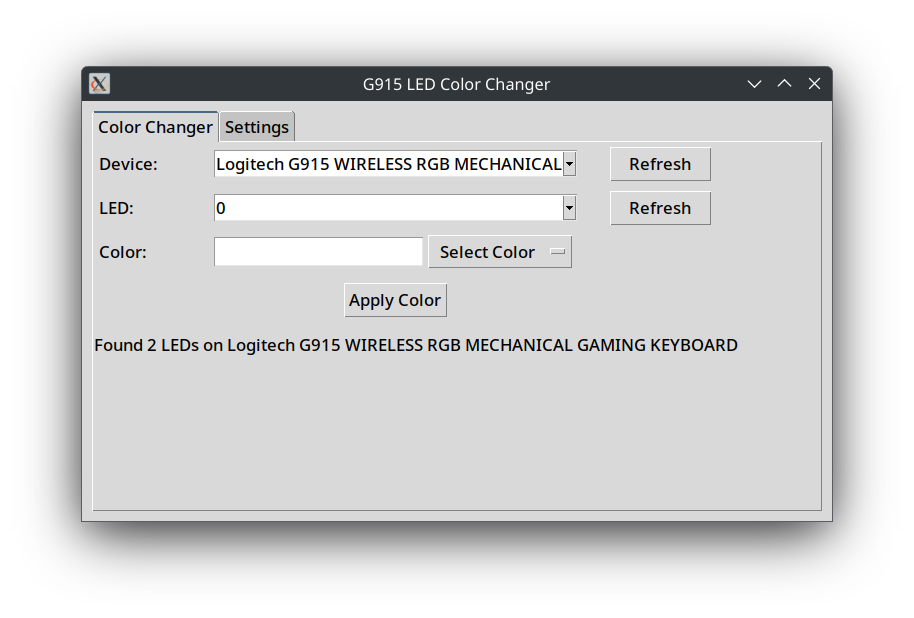 G915 LED Color Changer
Color Changer Settings
Device: Logitech G915 WIRELESS RGB MECHANICAL Refresh
LED: 0 Refresh
Color: Select Color
Apply Color
Found 2 LEDs on Logitech G915 WIRELESS RGB MECHANICAL GAMING KEYBOARD